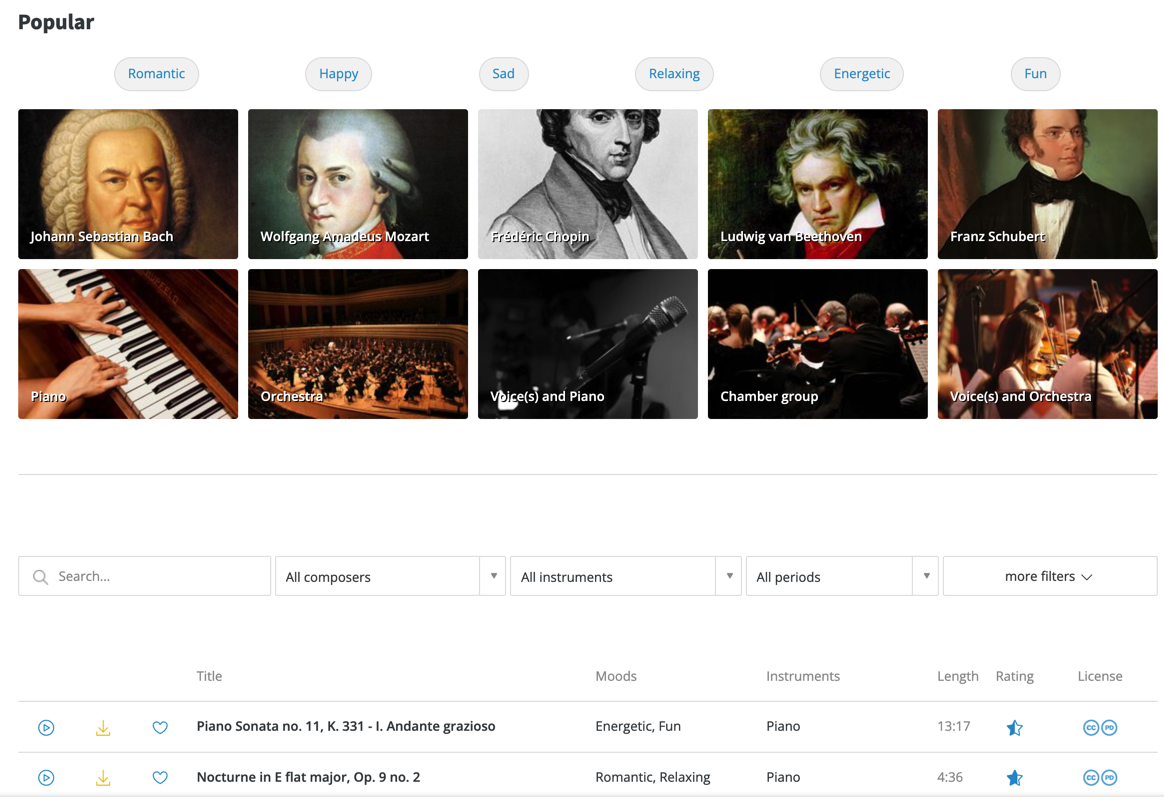 Popular
Romantic Happy Sad Relaxing Energetic Fun
Johann Sebastian Bach Wolfgang Amadeus Mozart Frédéric Chopin Ludwig van Beethoven Franz Schubert
Piano Orchestra Voice(s) and Piano Chamber group Voice(s) and Orchestra
Search... All composers All instruments All periods more filters
Title Moods Instruments Length Rating License
Piano Sonata no. 11, K. 331 - I. Andante grazioso Energetic, Fun Piano 13:17 CC PD
Nocturne in E flat major, Op. 9 no. 2 Romantic, Relaxing Piano 4:36 CC PD